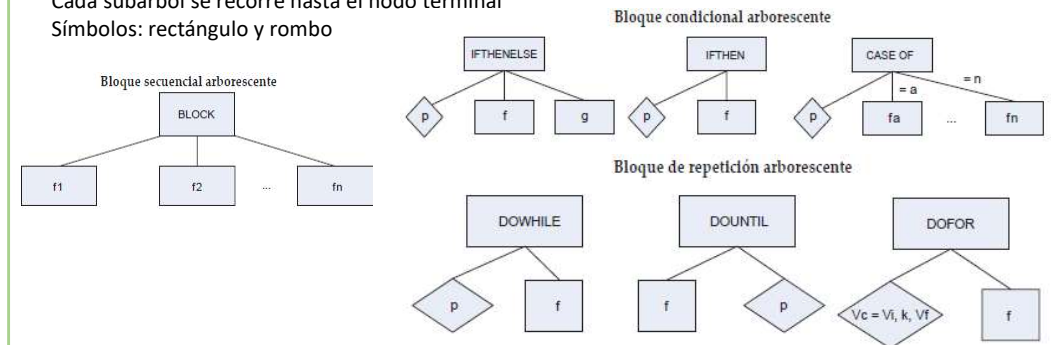 Cada subárbol se recorre hasta el nodo terminal
Símbolos: rectángulo y rombo
Bloque secuencial arborescente
BLOCK
f1 f2 ... fn
Bloque condicional arborescente
IFTHENELSE IFTHEN CASE OF
= n
= a
p f g p f p fa ... fn
Bloque de repetición arborescente
DOWHILE DOUNTIL DOFOR
p f f p Vc = Vi, k, Vf f